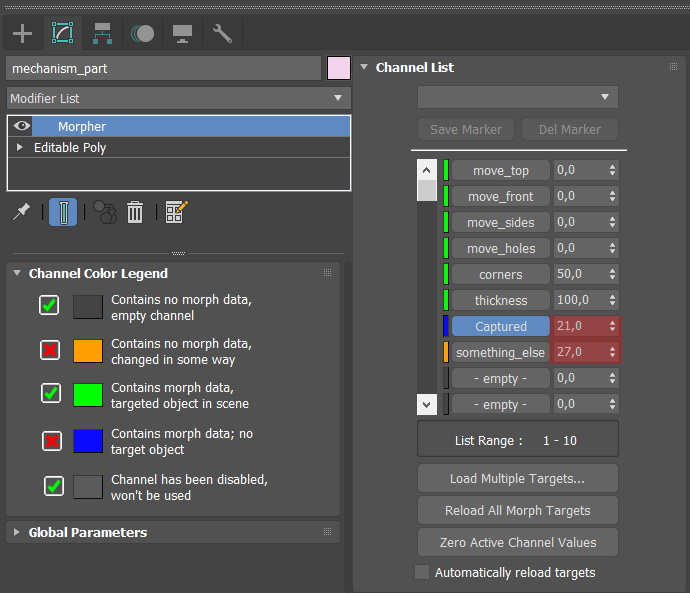 mechanism_part
Modifier List
Morpher
Editable Poly
Channel Color Legend
Contains no morph data,
empty channel
Contains no morph data,
changed in some way
Contains morph data,
targeted object in scene
Contains morph data; no
target object
Channel has been disabled,
won't be used
Global Parameters
Channel List
Save Marker Del Marker
move_top 0,0
move_front 0,0
move_sides 0,0
move_holes 0,0
corners 50,0
thickness 100,0
Captured 21,0
something_else 27,0
- empty - 0,0
- empty - 0,0
List Range : 1 - 10
Load Multiple Targets...
Reload All Morph Targets
Zero Active Channel Values
Automatically reload targets